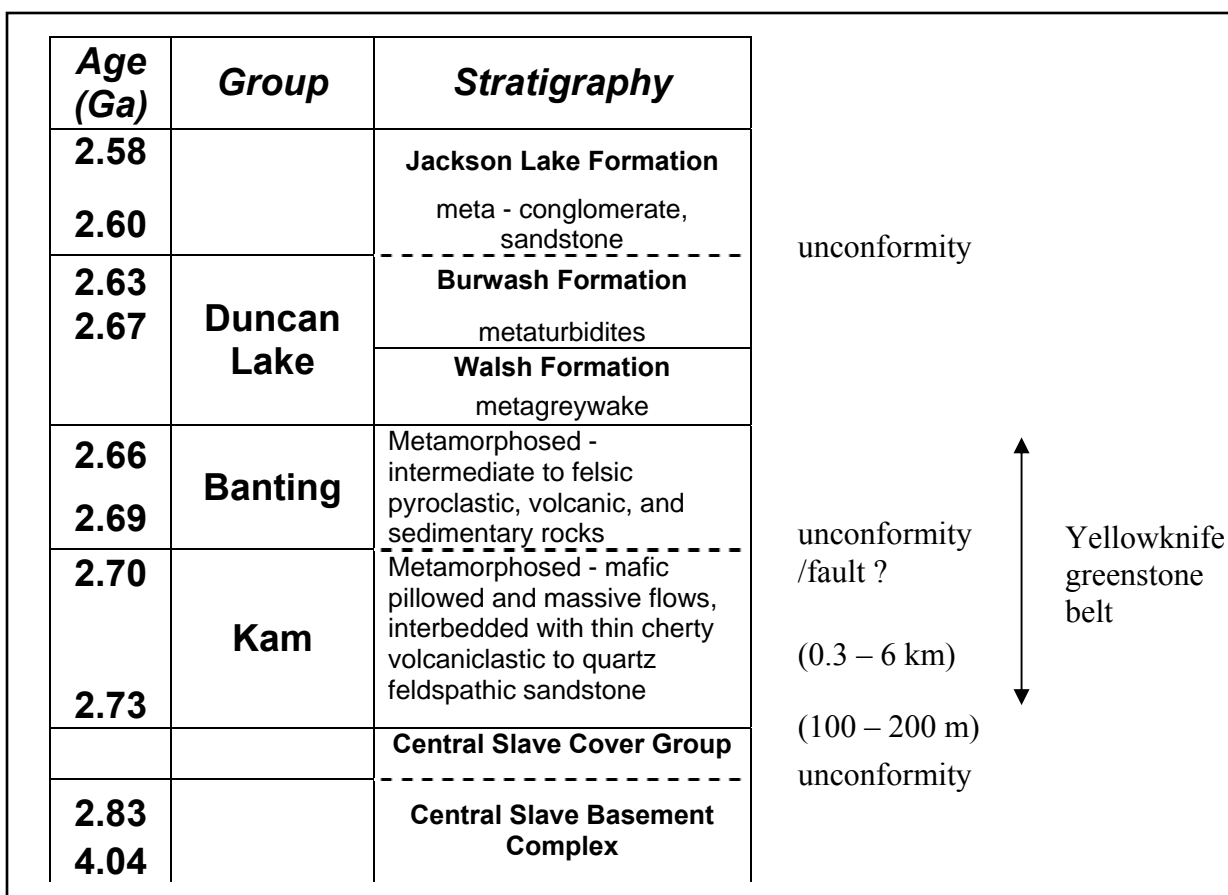 Age
(Ga)
Group
Stratigraphy
2.58
2.60
Jackson Lake Formation
meta - conglomerate,
sandstone
unconformity
2.63
2.67
Duncan
Lake
Burwash Formation
metaturbidites
Walsh Formation
metagreywake
2.66
2.69
Banting
Metamorphosed -
intermediate to felsic
pyroclastic, volcanic, and
sedimentary rocks
2.70
2.73
Kam
Metamorphosed - mafic
pillowed and massive flows,
interbedded with thin cherty
volcaniclastic to quartz
feldspathic sandstone
unconformity
/fault ?
(0.3 – 6 km)
(100 – 200 m)
Yellowknife
greenstone
belt
Central Slave Cover Group
unconformity
2.83
4.04
Central Slave Basement
Complex